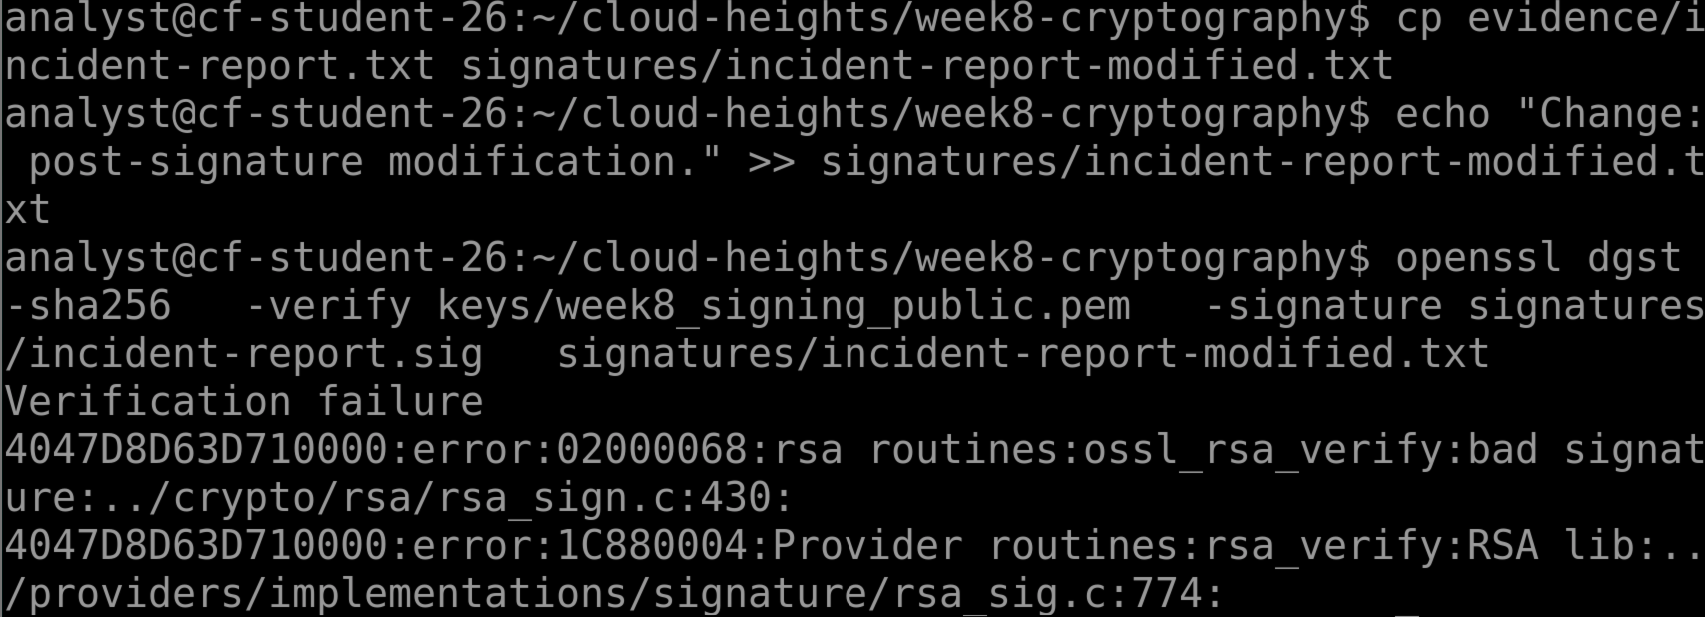 analyst@cf-student-26:~/cloud-heights/week8-cryptography$ cp evidence/i
ncident-report.txt signatures/incident-report-modified.txt
analyst@cf-student-26:~/cloud-heights/week8-cryptography$ echo "Change:
 post-signature modification." >> signatures/incident-report-modified.t
xt
analyst@cf-student-26:~/cloud-heights/week8-cryptography$ openssl dgst
-sha256   -verify keys/week8_signing_public.pem   -signature signatures
/incident-report.sig   signatures/incident-report-modified.txt
Verification failure
4047D8D63D710000:error:02000068:rsa routines:ossl_rsa_verify:bad signat
ure:../crypto/rsa/rsa_sign.c:430:
4047D8D63D710000:error:1C880004:Provider routines:rsa_verify:RSA lib:..
/providers/implementations/signature/rsa_sig.c:774: